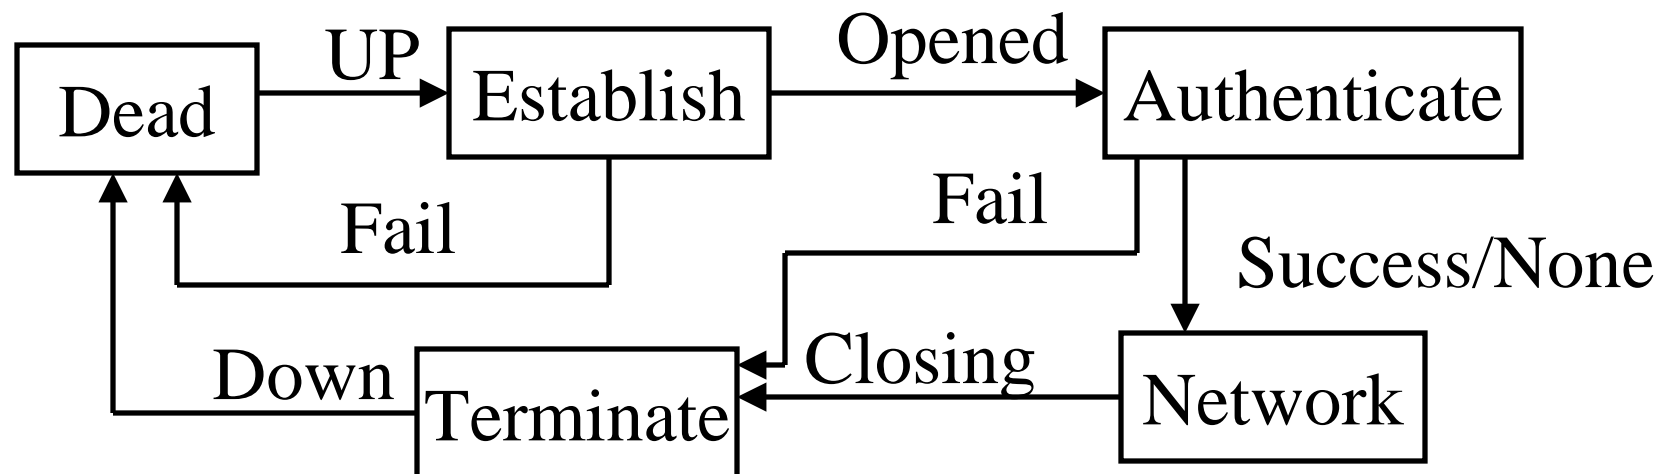 UP
Opened
Dead
Establish
Authenticate
Fail
Fail
Success/None
Down
Closing
Terminate
Network